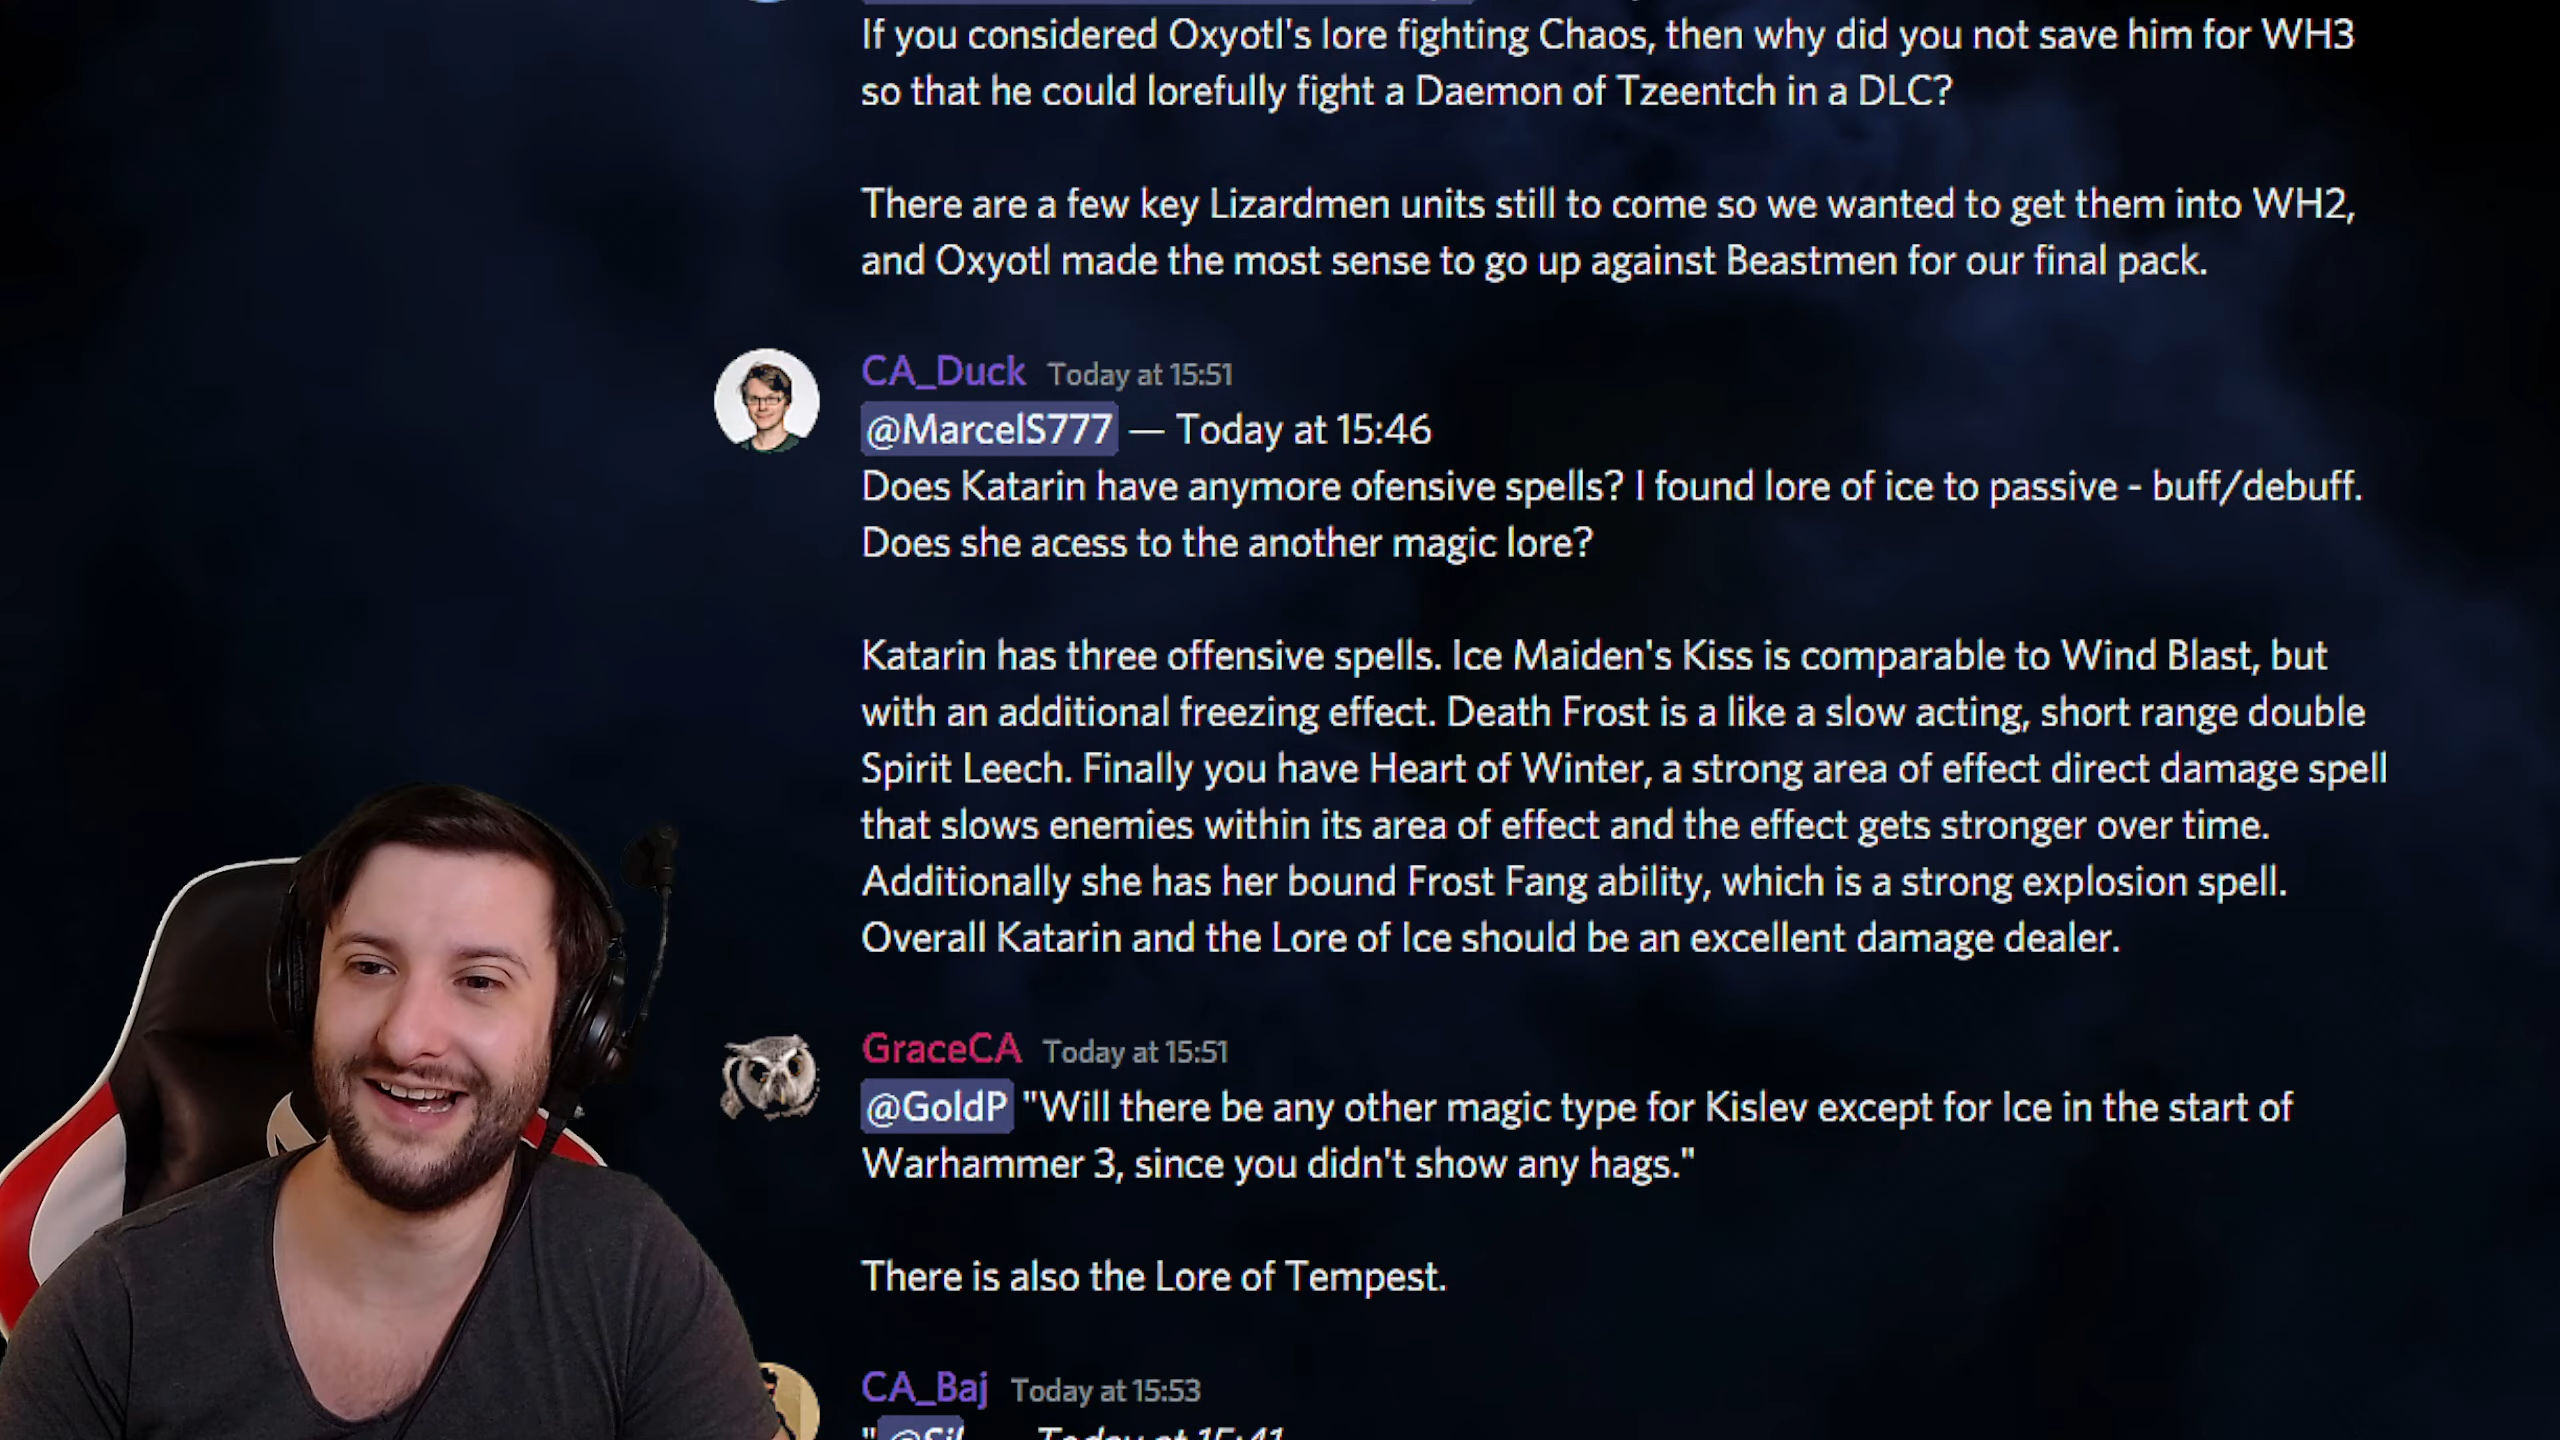 If you considered Oxyotl's lore fighting Chaos, then why did you not save him for WH3
so that he could lorefully fight a Daemon of Tzeentch in a DLC?
There are a few key Lizardmen units still to come so we wanted to get them into WH2,
and Oxyotl made the most sense to go up against Beastmen for our final pack.
CA_Duck Today at 15:51
@MarcelS777 — Today at 15:46
Does Katarin have anymore ofensive spells? I found lore of ice to passive - buff/debuff.
Does she acess to the another magic lore?
Katarin has three offensive spells. Ice Maiden's Kiss is comparable to Wind Blast, but
with an additional freezing effect. Death Frost is a like a slow acting, short range double
Spirit Leech. Finally you have Heart of Winter, a strong area of effect direct damage spell
that slows enemies within its area of effect and the effect gets stronger over time.
Additionally she has her bound Frost Fang ability, which is a strong explosion spell.
Overall Katarin and the Lore of Ice should be an excellent damage dealer.
GraceCA Today at 15:51
@GoldP "Will there be any other magic type for Kislev except for Ice in the start of
Warhammer 3, since you didn't show any hags."
There is also the Lore of Tempest.
CA_Baj Today at 15:53
Today at 15:41